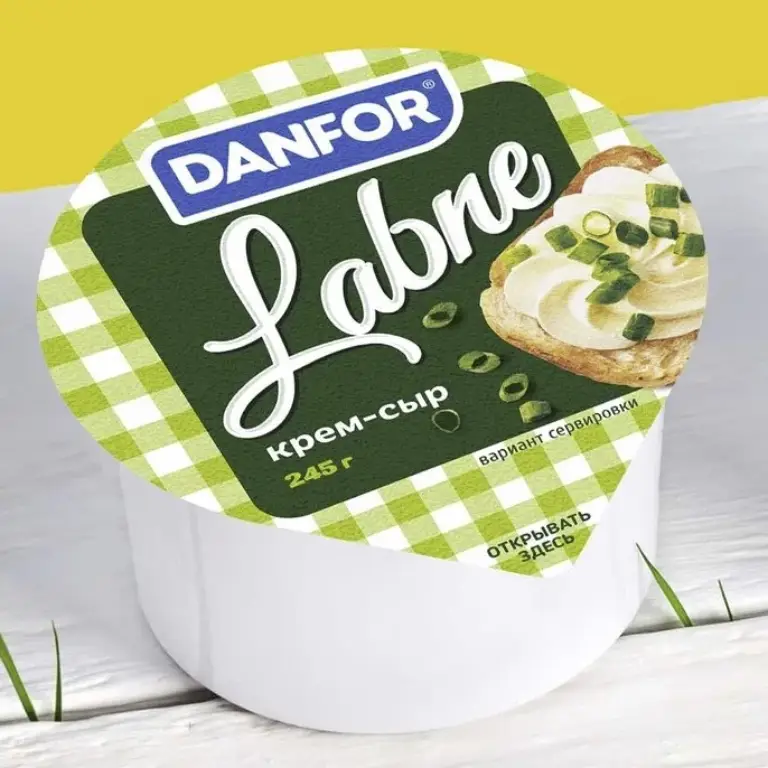 DANFOR®
Labne
крем-сыр
245 г
вариант сервировки
ОТКРЫВАТЬ
ЗДЕСЬ